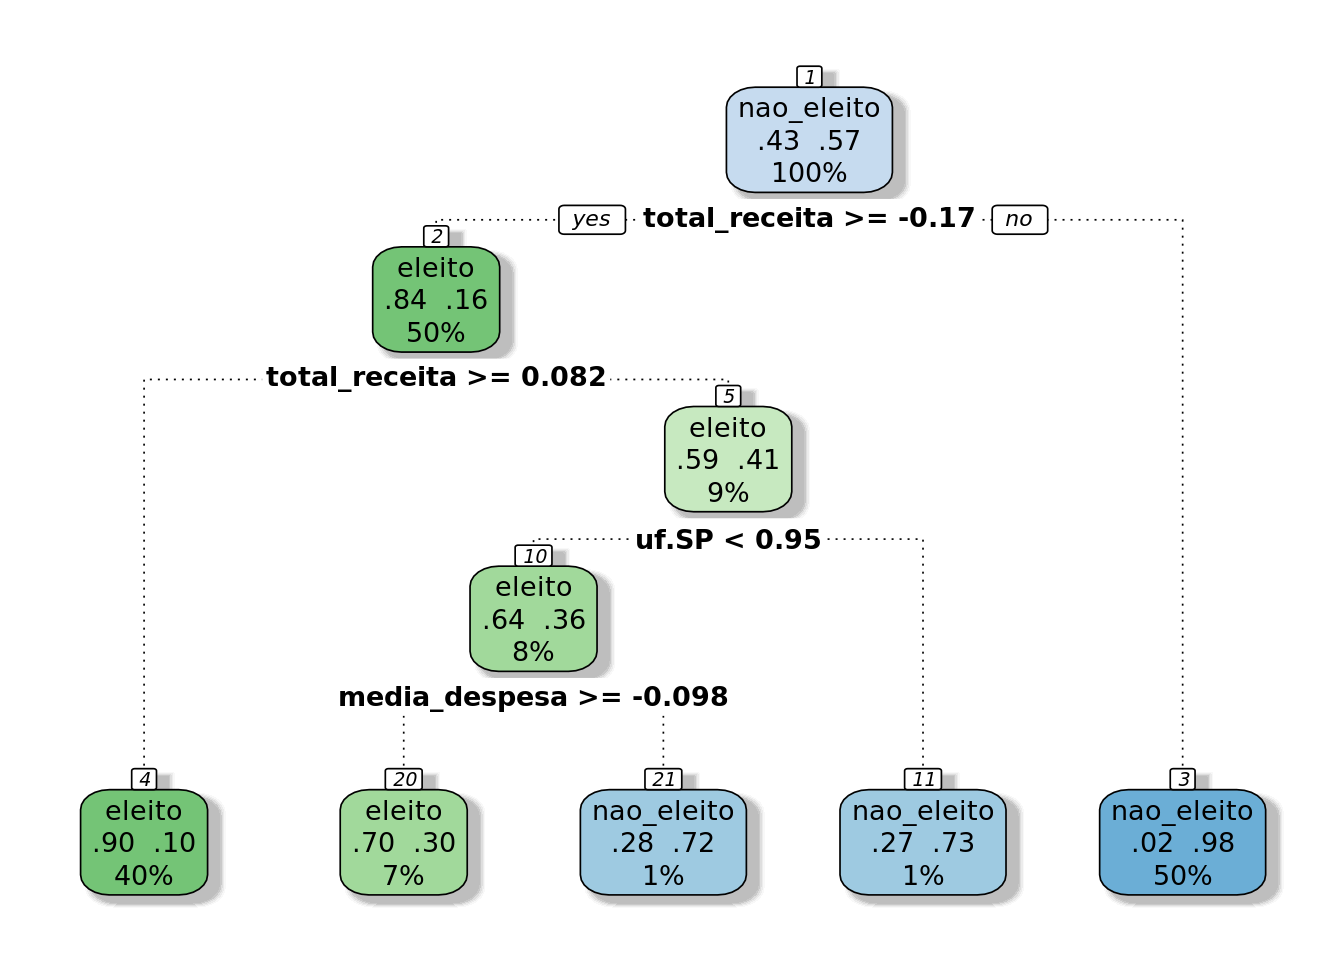 1
nao_eleito
.43 .57
100%
yes total_receita >= -0.17 no
2
eleito
.84 .16
50%
total_receita >= 0.082
5
eleito
.59 .41
9%
uf.SP < 0.95
10
eleito
.64 .36
8%
media_despesa >= -0.098
4
eleito
.90 .10
40%
20
eleito
.70 .30
7%
21
nao_eleito
.28 .72
1%
11
nao_eleito
.27 .73
1%
3
nao_eleito
.02 .98
50%